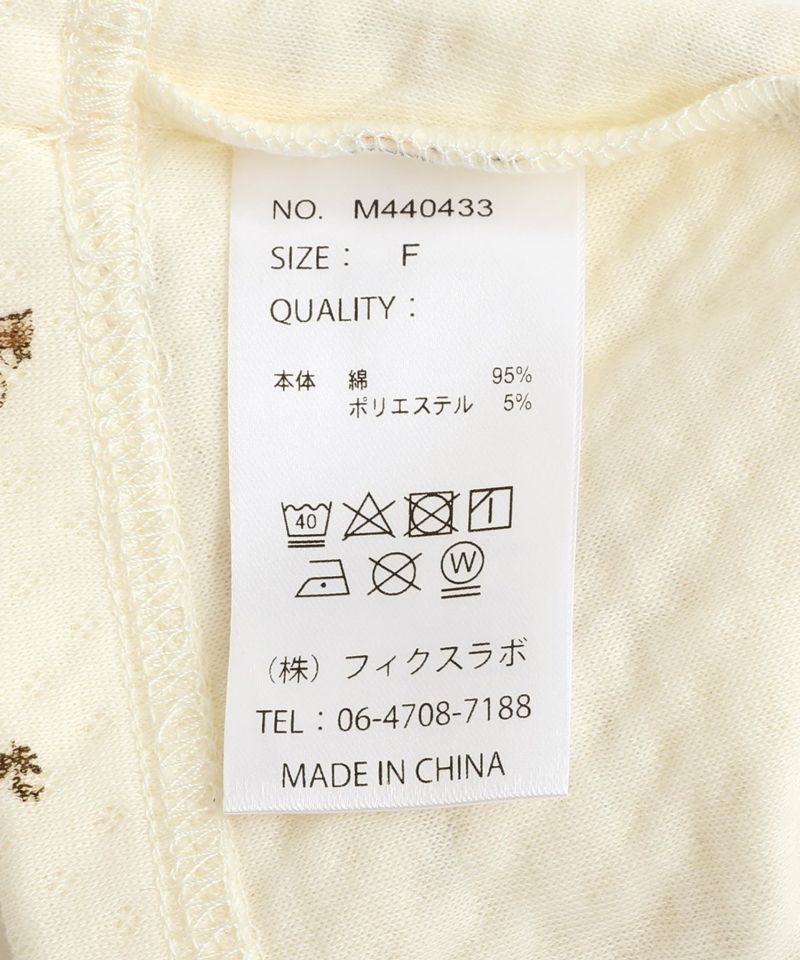 NO. M440433
SIZE : F
QUALITY :
本体 綿 95%
ポリエステル 5%
40
W
(株) フィクスラボ
TEL : 06-4708-7188
MADE IN CHINA